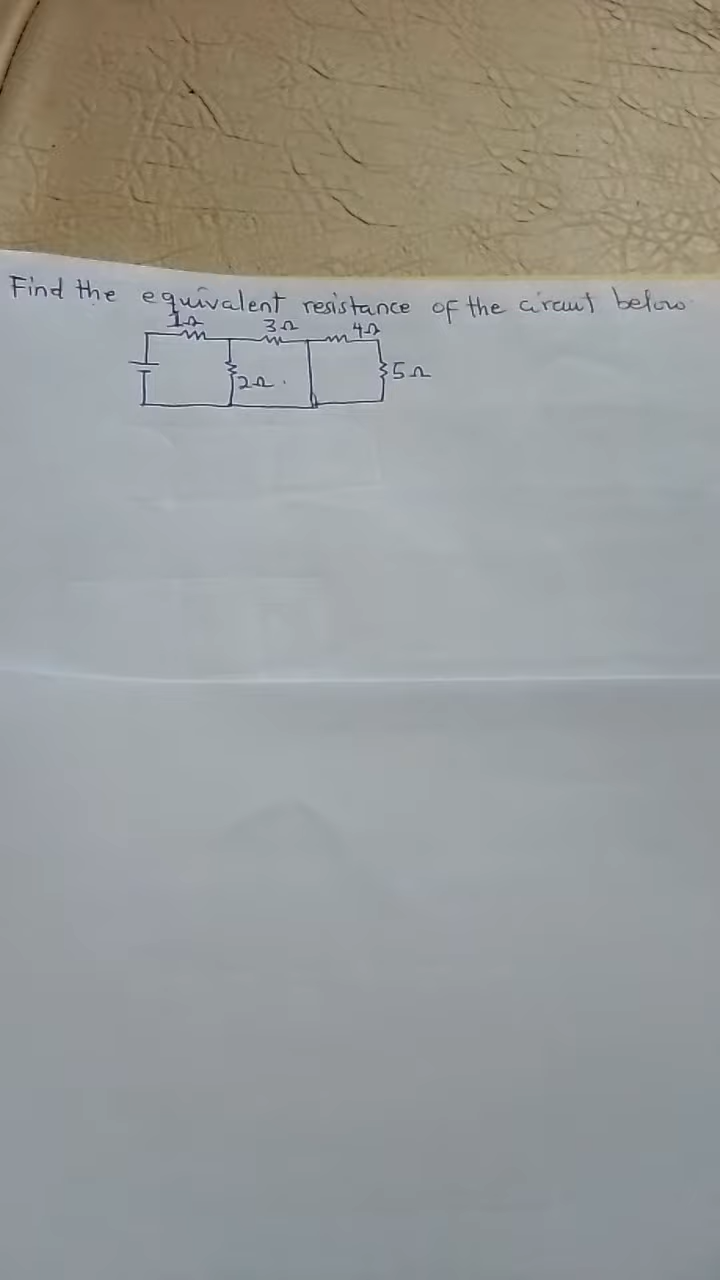 Find the equivalent resistance of the circuit below
1Ω 3Ω 4Ω
2Ω. 5Ω